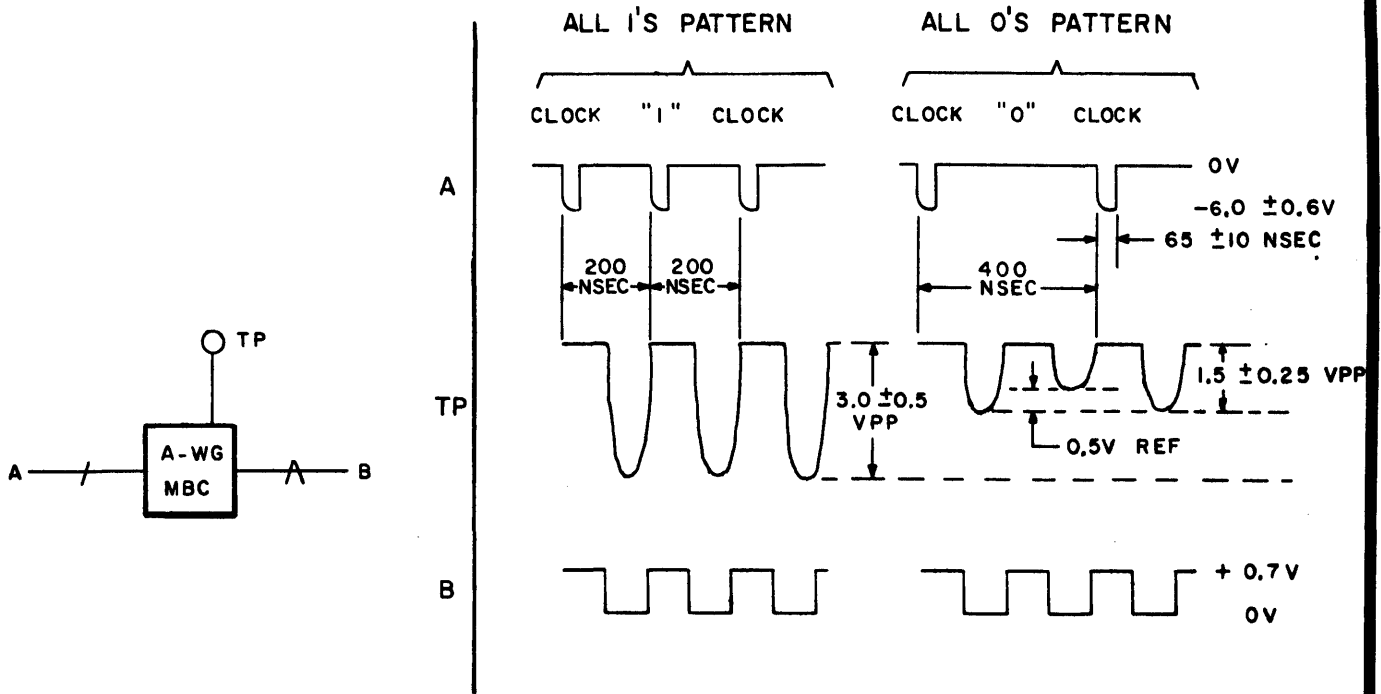 ALL 1'S PATTERN
ALL 0'S PATTERN
CLOCK "1" CLOCK
CLOCK "0" CLOCK
A
0V
-6.0 ±0.6V
65 ±10 NSEC
200 NSEC
200 NSEC
400 NSEC
TP
A
A-WG
MBC
B
TP
3.0 ±0.5
VPP
1.5 ±0.25 VPP
0.5V REF
B
+ 0.7V
0V